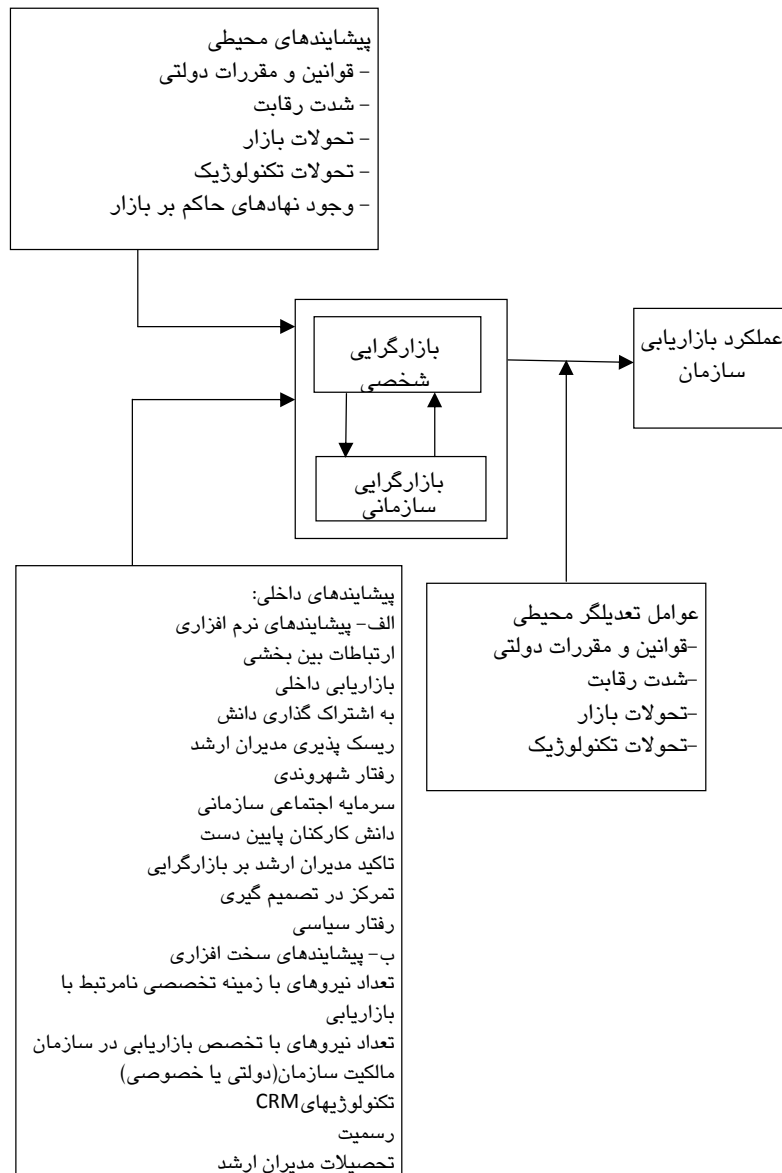 پیشایندهای محیطی
- قوانین و مقررات دولتی
- شدت رقابت
- تحولات بازار
- تحولات تکنولوژیک
- وجود نهادهای حاکم بر بازار
بازارگرایی
شخصی
بازارگرایی
سازمانی
عملکرد بازاریابی
سازمان
پیشایندهای داخلی:
الف- پیشایندهای نرم افزاری
ارتباطات بین بخشی
بازاریابی داخلی
به اشتراک گذاری دانش
ریسک پذیری مدیران ارشد
رفتار شهروندی
سرمایه اجتماعی سازمانی
دانش کارکنان پایین دست
تاکید مدیران ارشد بر بازارگرایی
تمرکز در تصمیم گیری
رفتار سیاسی
ب- پیشایندهای سخت افزاری
تعداد نیروهای با زمینه تخصصی نامرتبط با
بازاریابی
تعداد نیروهای با تخصص بازاریابی در سازمان
مالکیت سازمان(دولتی یا خصوصی)
تکنولوژیهایCRM
رسمیت
تحصیلات مدیران ارشد
عوامل تعدیلگر محیطی
-قوانین و مقررات دولتی
-شدت رقابت
-تحولات بازار
-تحولات تکنولوژیک